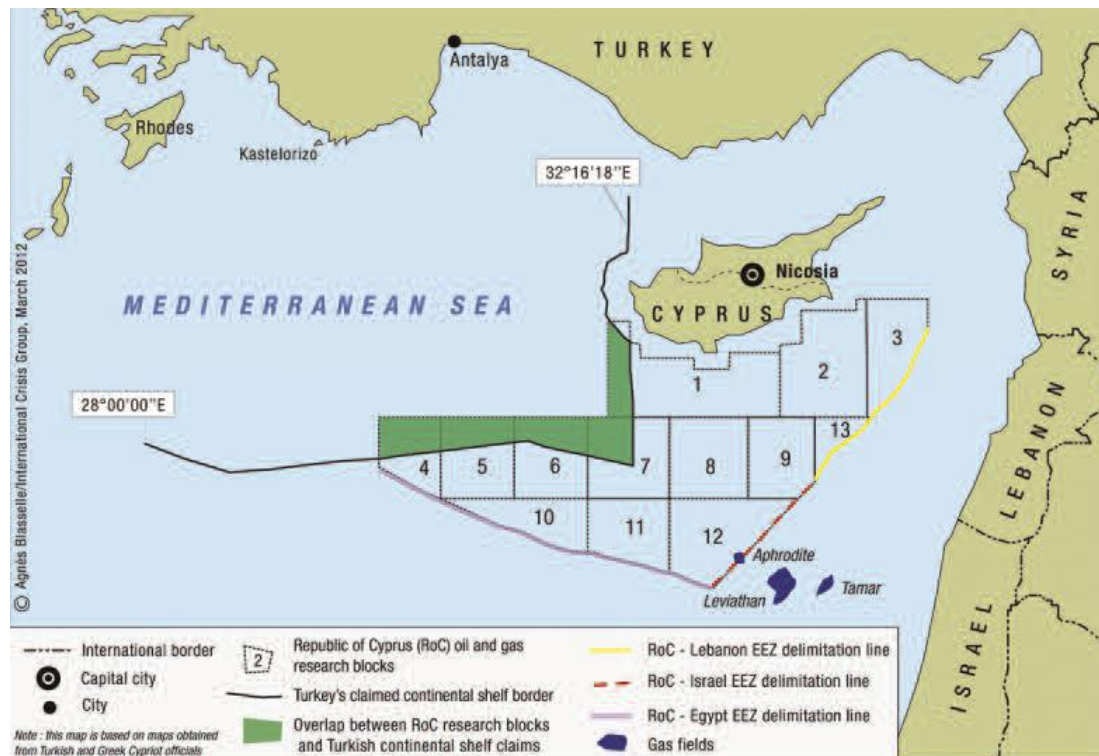 TURKEY
Antalya
Rhodes
Kastelorizo
32°16'18"E
SYRIA
Nicosia
CYPRUS
MEDITERRANEAN SEA
3
2
1
28°00'00"E
13
4
5
6
7
8
9
LEBANON
10
11
12
Aphrodite
Leviathan
Tamar
ISRAEL
© Agnès Blasselle/International Crisis Group, March 2012
International border
Capital city
City
Note : this map is based on maps obtained
from Turkish and Greek Cypriot officials
2
Republic of Cyprus (RoC) oil and gas
research blocks
Turkey's claimed continental shelf border
Overlap between RoC research blocks
and Turkish continental shelf claims
RoC - Lebanon EEZ delimitation line
RoC - Israel EEZ delimitation line
RoC - Egypt EEZ delimitation line
Gas fields